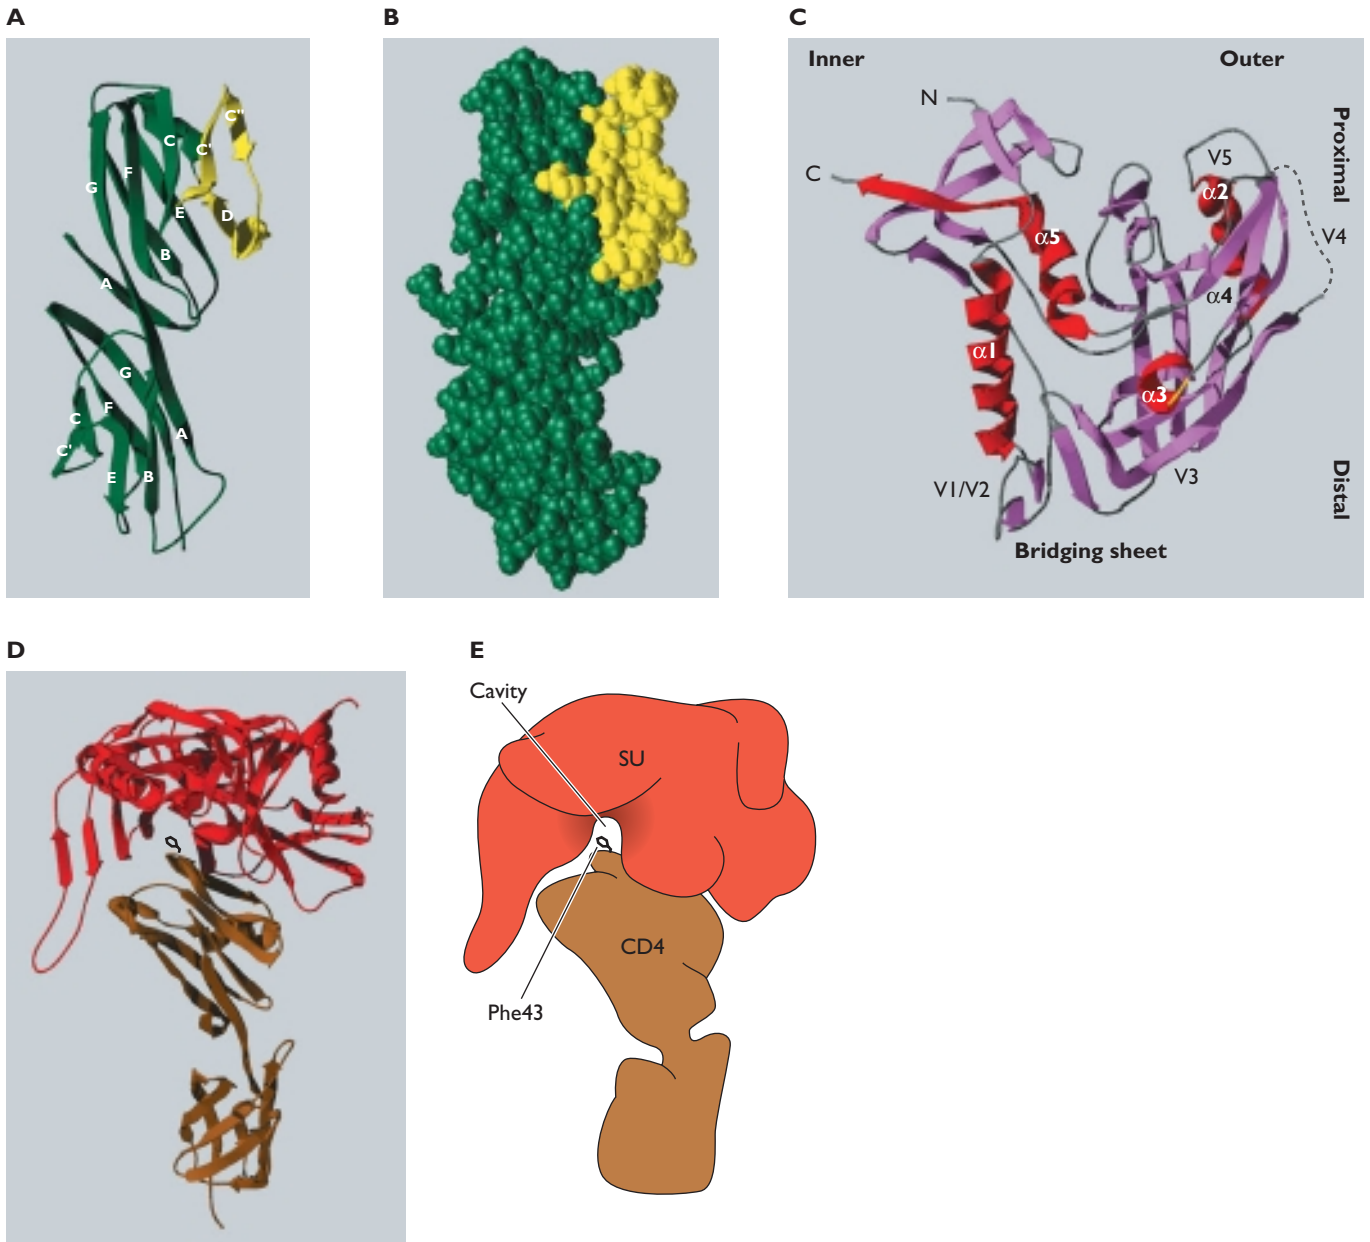 A
B
C
C"
C
C'
F
G
E
D
B
A
G
F
C
A
C'
E
B
Inner
Outer
N
Proximal
C
V5
α2
α5
V4
α4
α1
α3
V1/V2
V3
Distal
Bridging sheet
D
E
Cavity
SU
CD4
Phe43